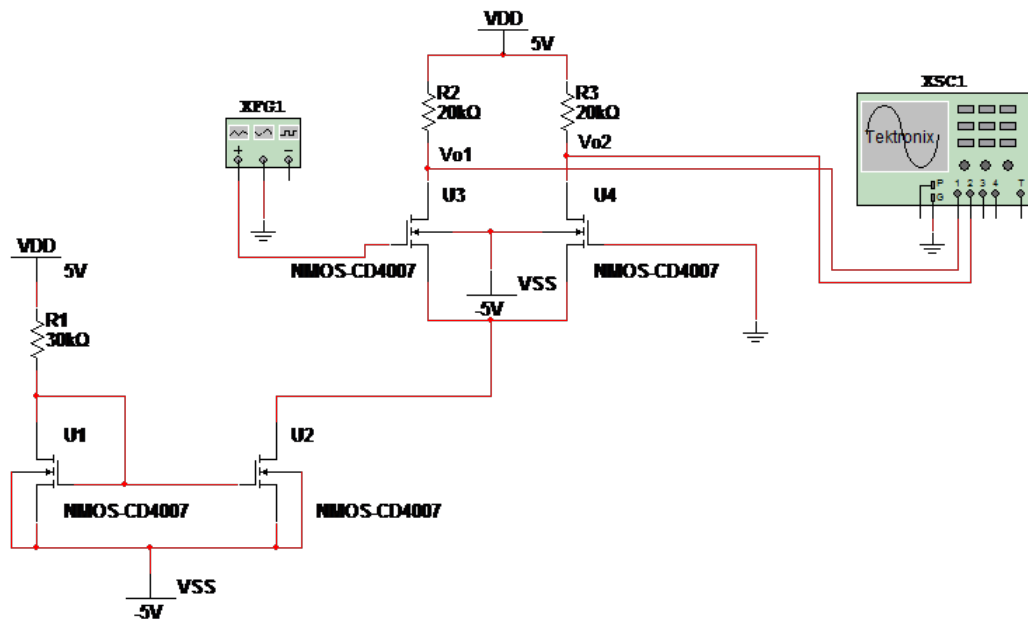 VDD
5V
XFG1
R2
20kΩ
R3
20kΩ
XSC1
Tektronix
P
G
1 2 3 4
T
Vo1
Vo2
U3
U4
NMOS-CD4007
NMOS-CD4007
VSS
-5V
VDD
5V
R1
30kΩ
U1
U2
NMOS-CD4007
NMOS-CD4007
VSS
-5V